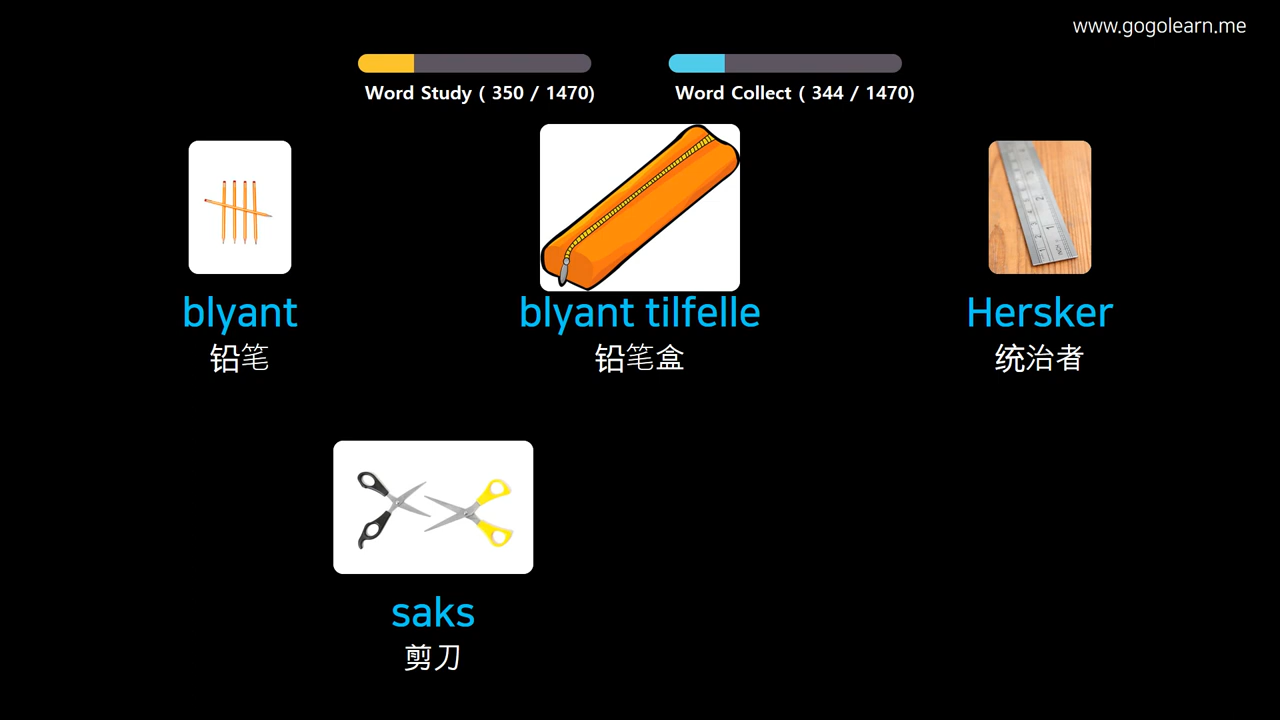 www.gogolearn.me
Word Study ( 350 / 1470)
Word Collect ( 344 / 1470)
blyant
铅笔
blyant tilfelle
铅笔盒
Hersker
统治者
saks
剪刀